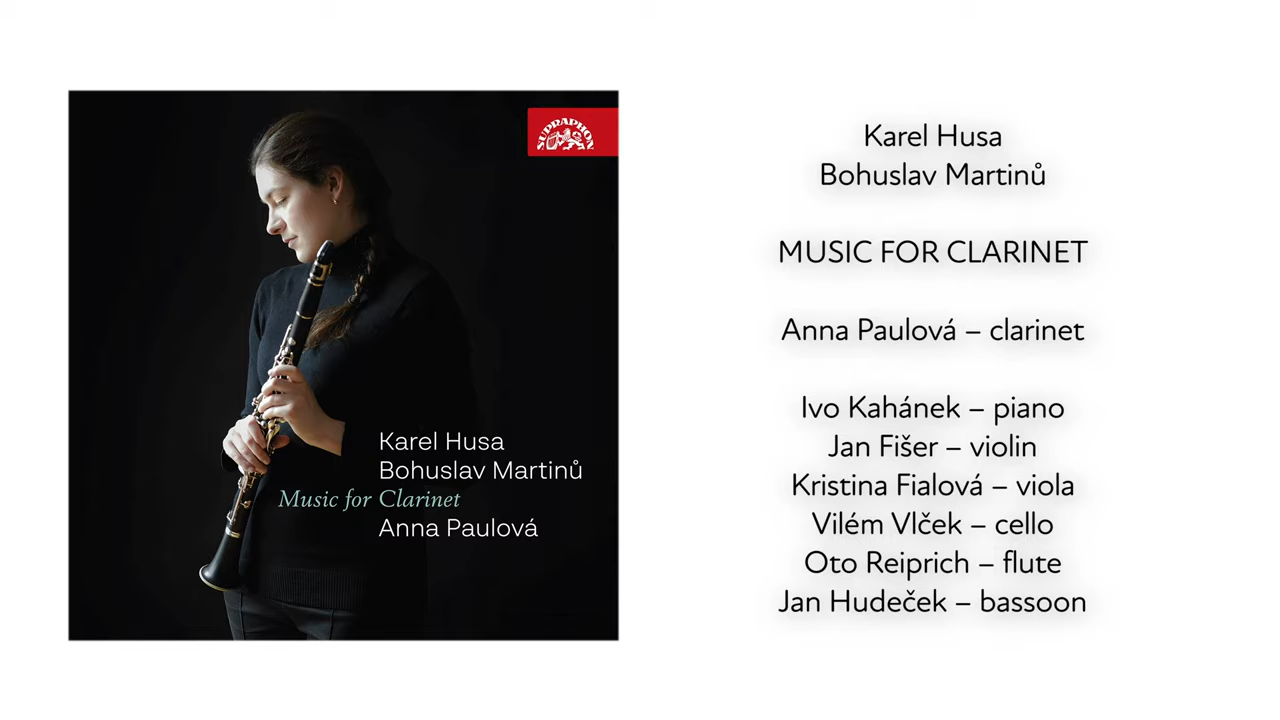 SUPRAPHON
Karel Husa
Bohuslav Martinů
Music for Clarinet
Anna Paulová
Karel Husa
Bohuslav Martinů
MUSIC FOR CLARINET
Anna Paulová – clarinet
Ivo Kahánek – piano
Jan Fišer – violin
Kristina Fialová – viola
Vilém Vlček – cello
Oto Reiprich – flute
Jan Hudeček – bassoon